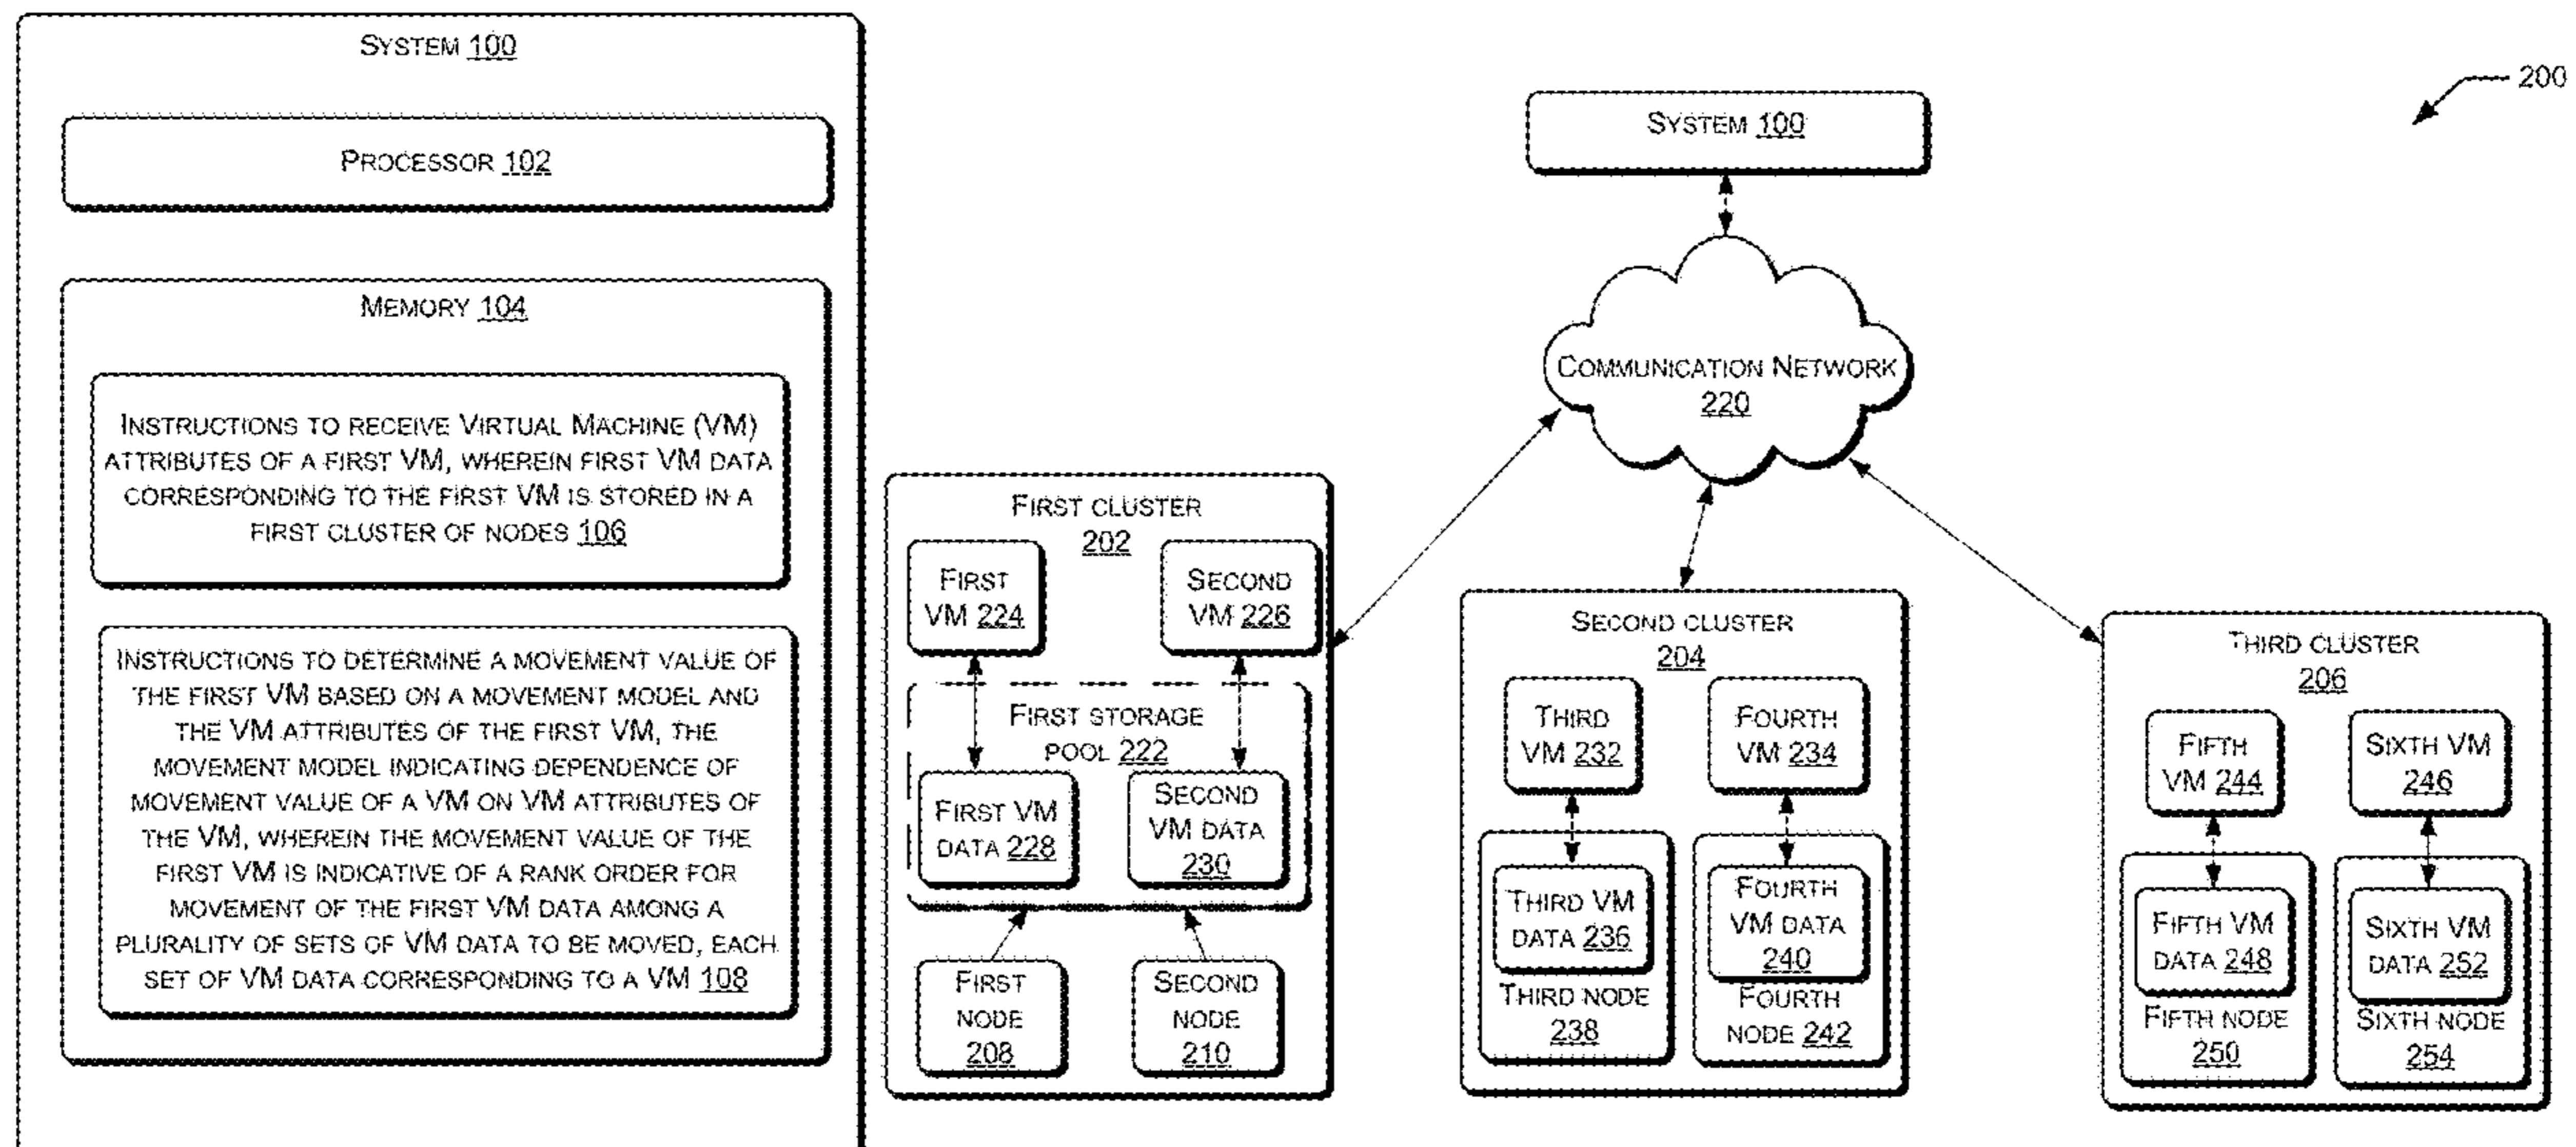 System 100
Processor 102
Memory 104
Instructions to receive Virtual Machine (VM)
attributes of a first VM, wherein first VM data
corresponding to the first VM is stored in a
first cluster of nodes 106
Instructions to determine a movement value of
the first VM based on a movement model and
the VM attributes of the first VM, the
movement model indicating dependence of
movement value of a VM on VM attributes of
the VM, wherein the movement value of the
first VM is indicative of a rank order for
movement of the first VM data among a
plurality of sets of VM data to be moved, each
set of VM data corresponding to a VM 108
200
System 100
Communication Network
220
First cluster
202
First
VM 224
Second
VM 226
First storage
pool 222
First VM
data 228
Second
VM data
230
First
node
208
Second
node
210
Second cluster
204
Third
VM 232
Fourth
VM 234
Third VM
data 236
Third node
238
Fourth
VM data
240
Fourth
node 242
Third cluster
206
Fifth
VM 244
Sixth VM
246
Fifth VM
data 248
Fifth node
250
Sixth VM
data 252
Sixth node
254